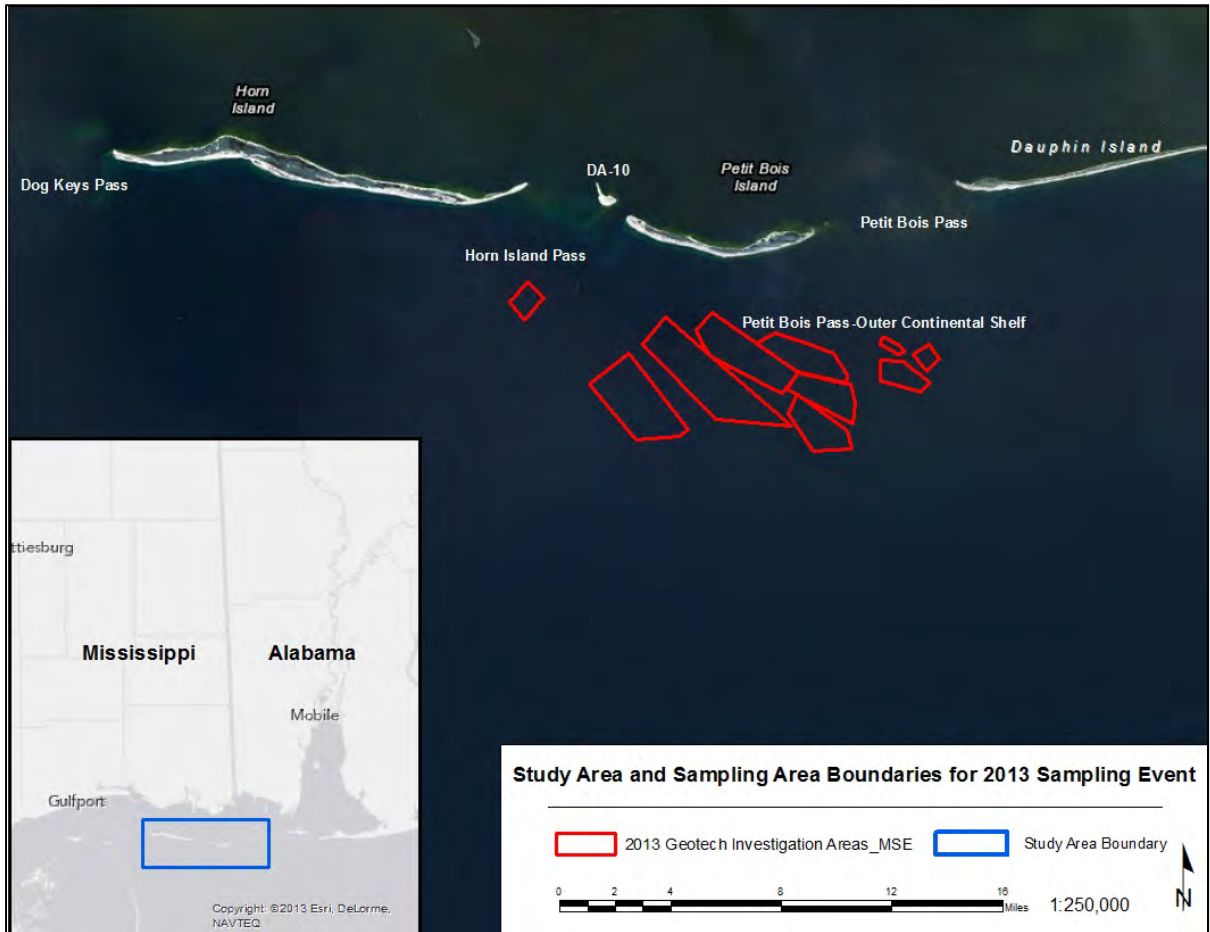 Horn
Island
Dauphin Island
Dog Keys Pass
DA-10
Petit Bois
Island
Petit Bois Pass
Horn Island Pass
Petit Bois Pass-Outer Continental Shelf
ttiesburg
Mississippi
Alabama
Mobile
Gulfport
Copyright: ©2013 Esri, DeLorme,
NAVTEQ
Study Area and Sampling Area Boundaries for 2013 Sampling Event
2013 Geotech Investigation Areas_MSE
Study Area Boundary
0 2 4 8 12 16
Miles
1:250,000
N